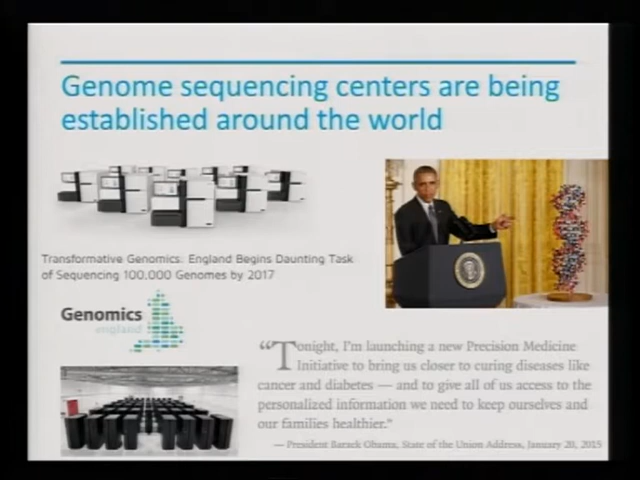 Genome sequencing centers are being
established around the world
Transformative Genomics: England Begins Daunting Task
of Sequencing 100,000 Genomes by 2017
Genomics
england
“Tonight, I'm launching a new Precision Medicine
Initiative to bring us closer to curing diseases like
cancer and diabetes — and to give all of us access to the
personalized information we need to keep ourselves and
our families healthier."
— President Barack Obama, State of the Union Address, January 20, 2015